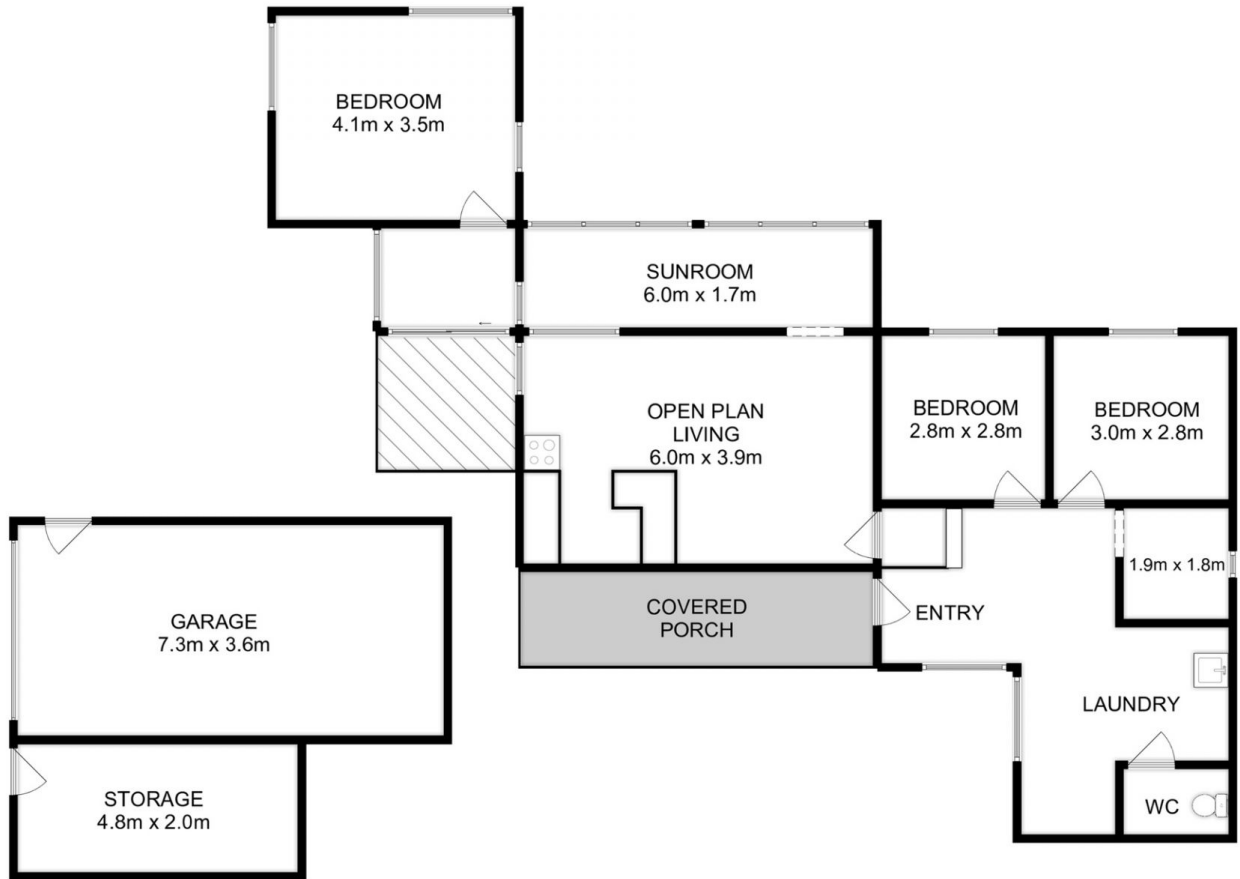 BEDROOM
4.1m x 3.5m
SUNROOM
6.0m x 1.7m
OPEN PLAN
LIVING
6.0m x 3.9m
BEDROOM
2.8m x 2.8m
BEDROOM
3.0m x 2.8m
1.9m x 1.8m
COVERED
PORCH
ENTRY
GARAGE
7.3m x 3.6m
LAUNDRY
STORAGE
4.8m x 2.0m
WC